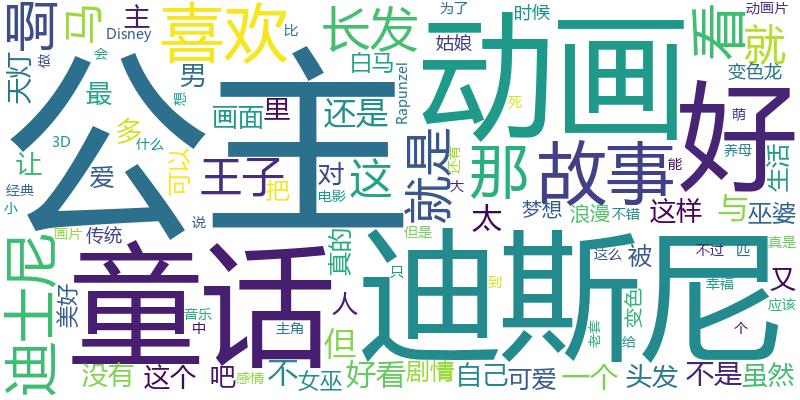 啊
马
主
Disney
喜欢
比
长发
为了
姑娘
时候
动画片
看
就
天灯
做
会
最
男
白马
Rapunzel
动画
变色龙
公主
想
画面
里
还是
死
好
萌
3D
什么
多
让
可以
王子
对
这
就是
还有
那
故事
能
养母
生活
经典
爱
把
电影
大
小
说
太
梦想
浪漫
不错
这样
与
巫婆
画片
传统
真的
但是
迪士尼
童话
迪斯尼
这么
被
不过
匹
真是
美好
音乐
只
到
幸福
又
中
主角
人
但
老套
给
变色
个
应该
没有
这个
吧
感情
不
女巫
好看
剧情
自己
可爱
一个
头发
不是
虽然